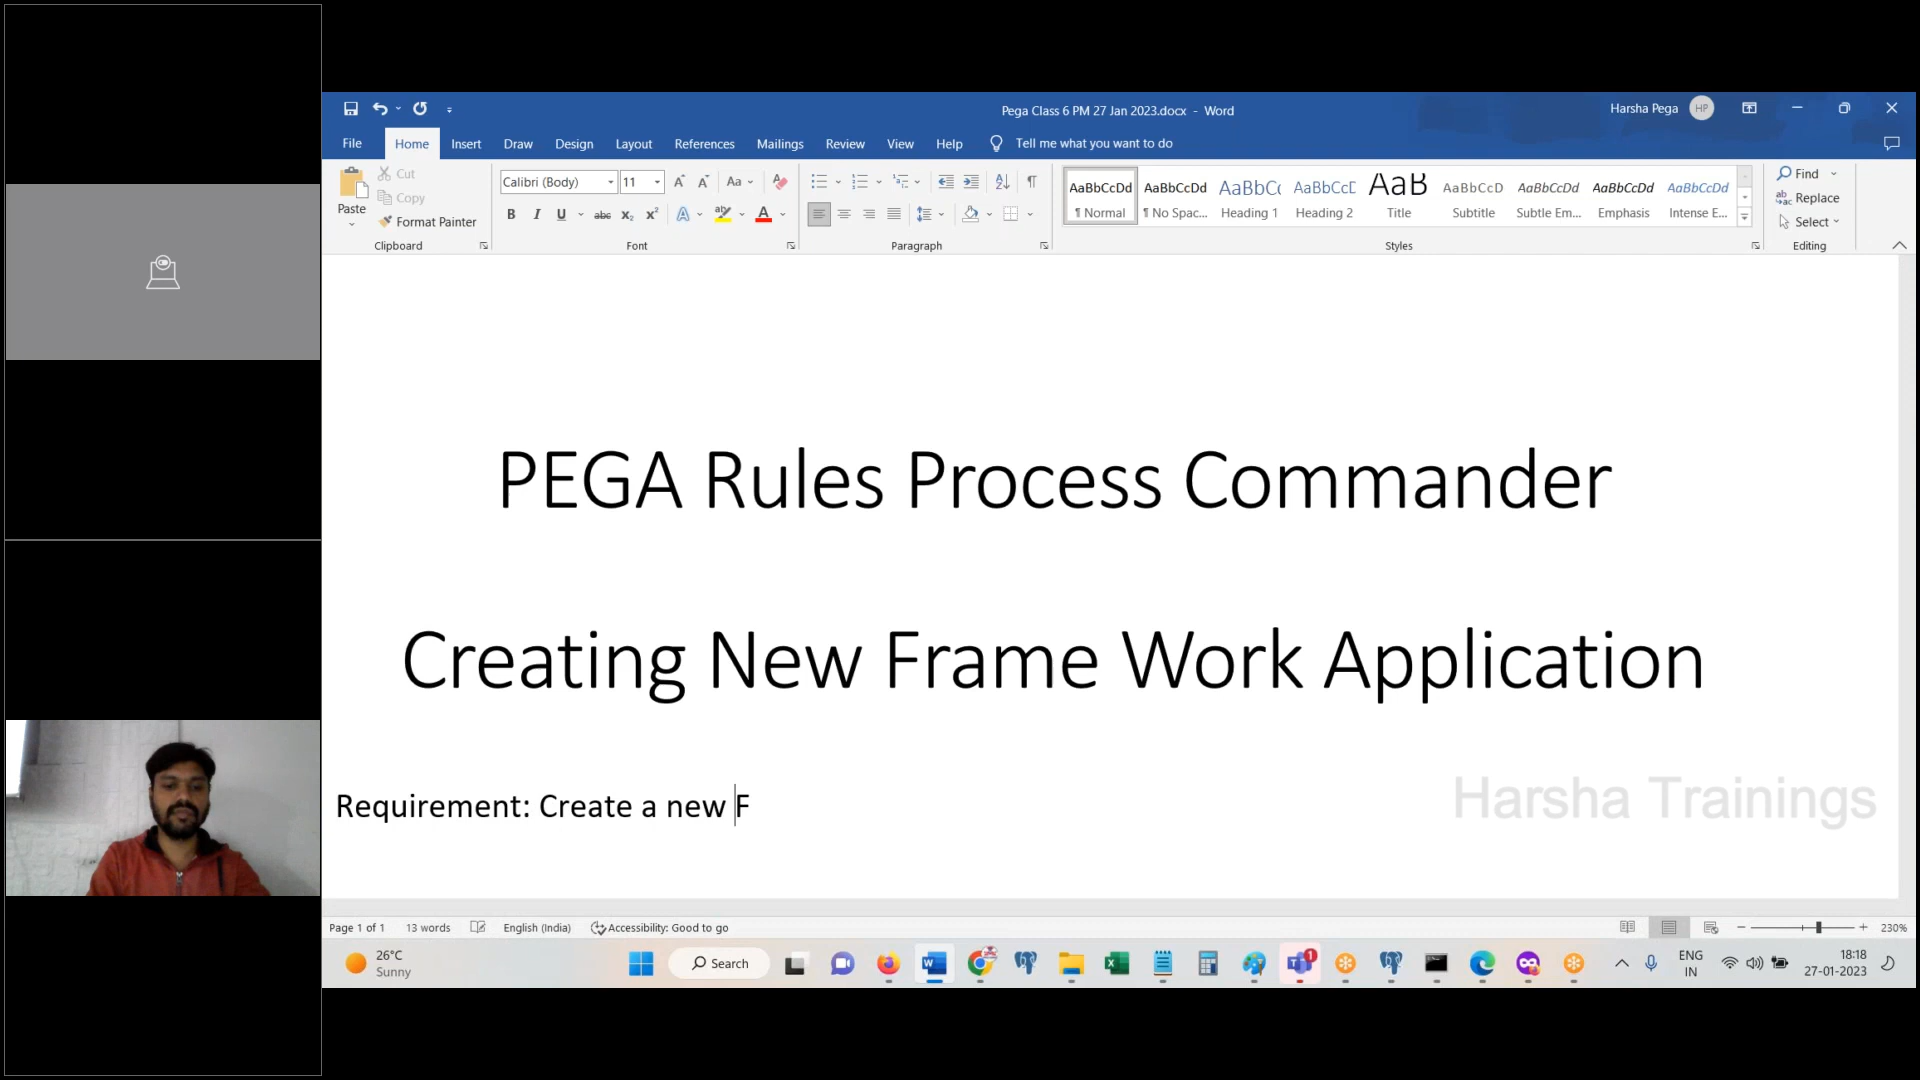 Pega Class 6 PM 27 Jan 2023.docx - Word
Harsha Pega HP
File Home Insert Draw Design Layout References Mailings Review View Help Tell me what you want to do
Paste
Cut
Copy
Format Painter
Clipboard
Calibri (Body) 11
Font
Paragraph
AaBbCcDd AaBbCcDd AaBbCc AaBbCcC AaB AaBbCcD AaBbCcDd AaBbCcDd AaBbCcDd
¶ Normal ¶ No Spac... Heading 1 Heading 2 Title Subtitle Subtle Em... Emphasis Intense E...
Styles
Find
Replace
Select
Editing
PEGA Rules Process Commander
Creating New Frame Work Application
Requirement: Create a new F
Harsha Trainings
Page 1 of 1 13 words English (India) Accessibility: Good to go 230%
26°C
Sunny
Search
1
ENG
IN
18:18
27-01-2023